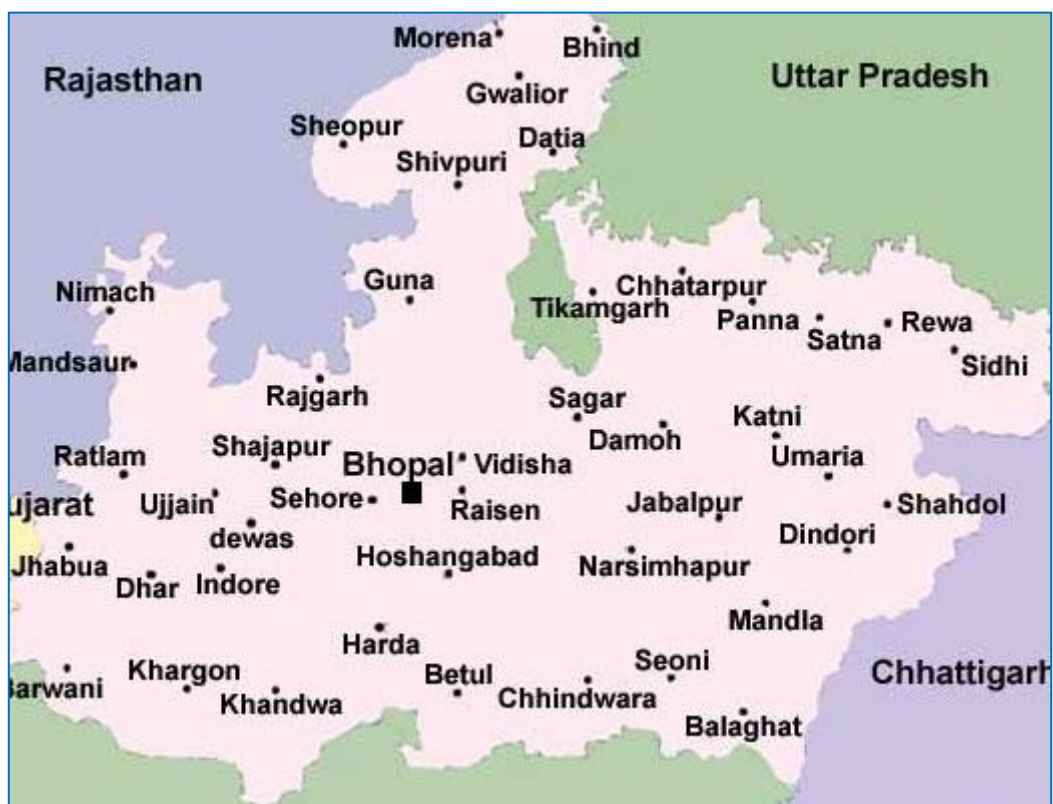 Morena
Bhind
Rajasthan
Uttar Pradesh
Gwalior
Sheopur
Datia
Shivpuri
Guna
Chhatarpur
Nimach
Tikamgarh
Panna
Rewa
Satna
Mandsaur
Sidhi
Rajgarh
Sagar
Katni
Damoh
Shajapur
Ratlam
Bhopal
Vidisha
Umaria
Ujjain
Sehore
ujarat
Raisen
Jabalpur
Shahdol
dewas
Dindori
Hoshangabad
Jhabua
Narsimhapur
Dhar
Indore
Mandla
Harda
Seoni
Khargon
Betul
Chhattigarh
Barwani
Khandwa
Chhindwara
Balaghat